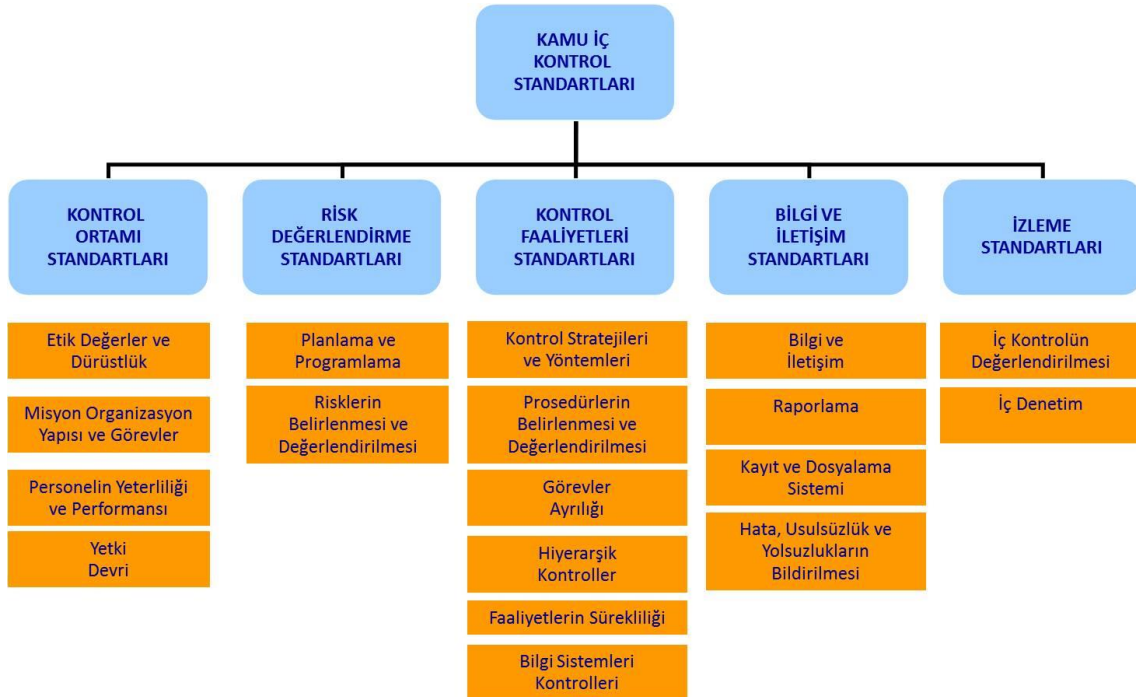 KAMU İÇ
KONTROL
STANDARTLARI
KONTROL
ORTAMI
STANDARTLARI
RİSK
DEĞERLENDİRME
STANDARTLARI
KONTROL
FAALİYETLERİ
STANDARTLARI
BİLGİ VE
İLETİŞİM
STANDARTLARI
İZLEME
STANDARTLARI
Etik Değerler ve
Dürüstlük
Misyon Organizasyon
Yapısı ve Görevler
Personelin Yeterliliği
ve Performansı
Yetki
Devri
Planlama ve
Programlama
Risklerin
Belirlenmesi ve
Değerlendirilmesi
Kontrol Stratejileri
ve Yöntemleri
Prosedürlerin
Belirlenmesi ve
Değerlendirilmesi
Görevler
Ayrılığı
Hiyerarşik
Kontroller
Faaliyetlerin Sürekliliği
Bilgi Sistemleri
Kontrolleri
Bilgi ve
İletişim
Raporlama
Kayıt ve Dosyalama
Sistemi
Hata, Usulsüzlük ve
Yolsuzlukların
Bildirilmesi
İç Kontrolün
Değerlendirilmesi
İç Denetim